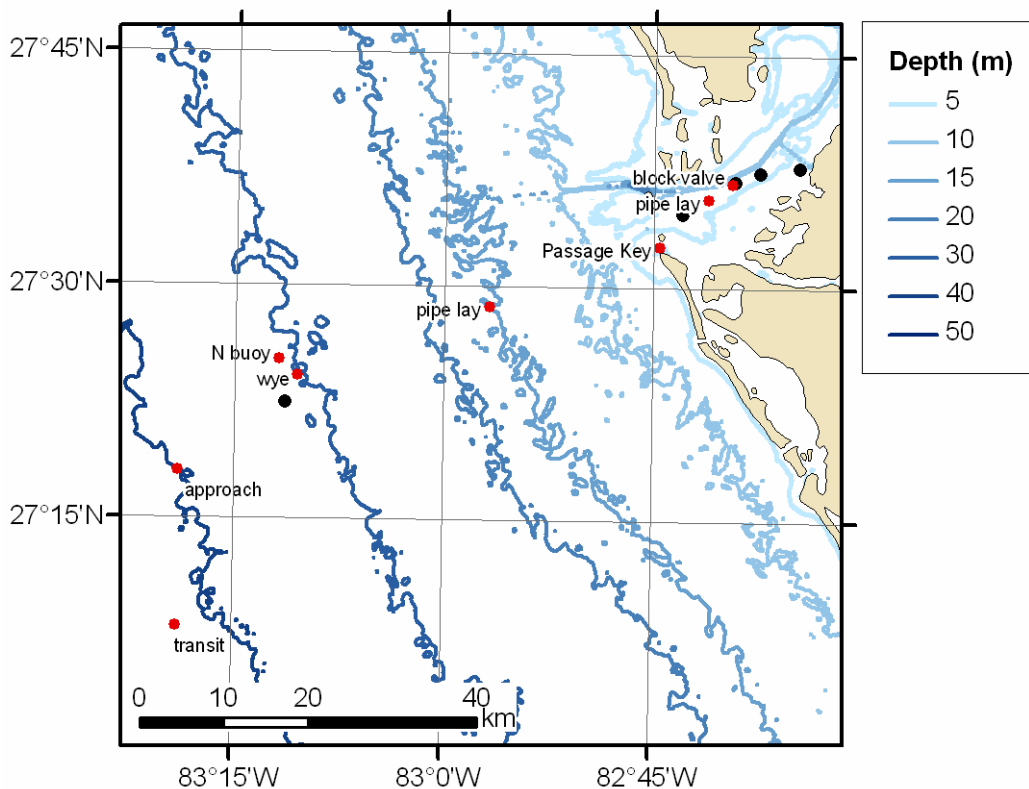 27°45'N
27°30'N
27°15'N
block valve
pipe lay
Passage Key
pipe lay
N buoy
wye
approach
transit
0 10 20 40
km
83°15'W 83°0'W 82°45'W
Depth (m)
5
10
15
20
30
40
50